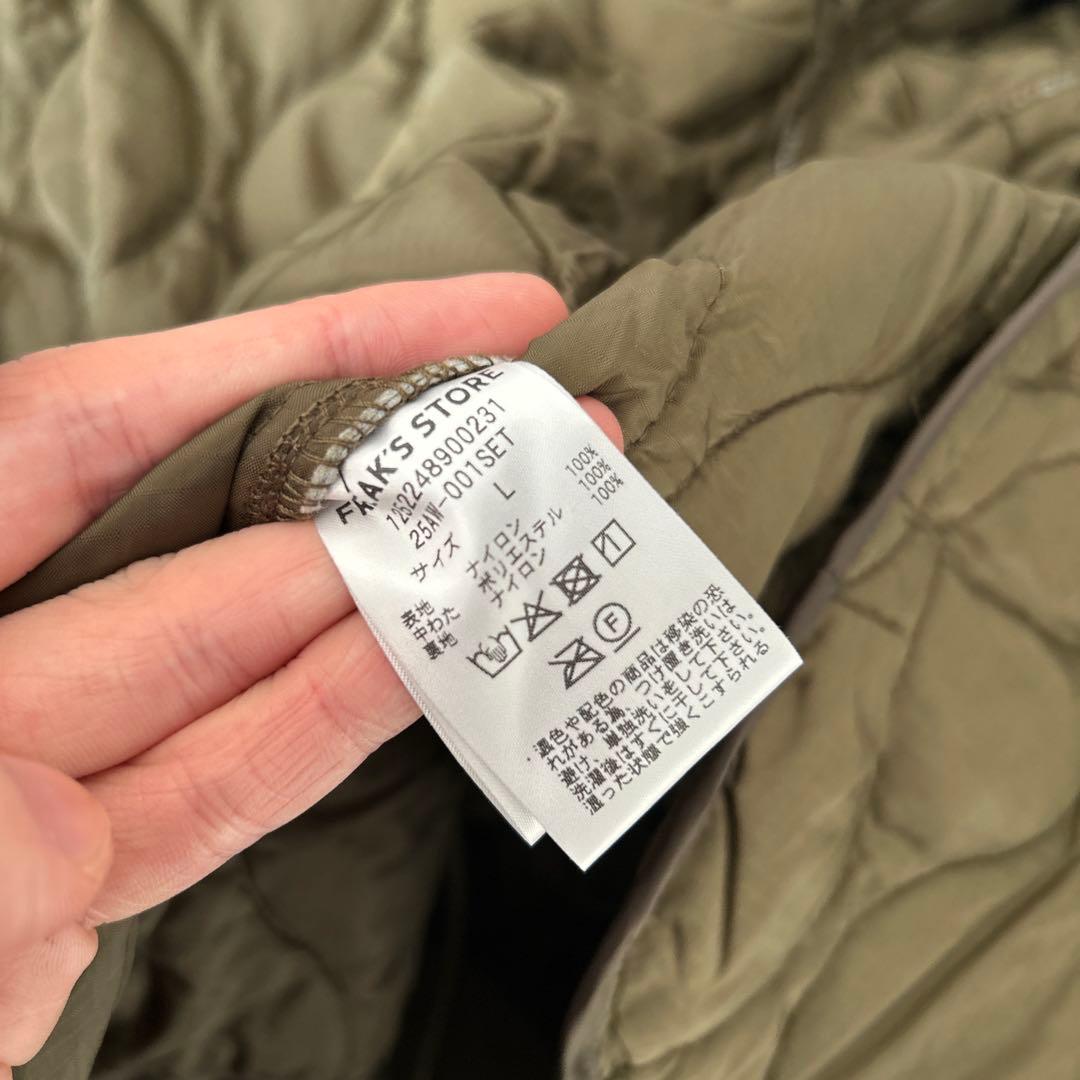 FREAK'S STORE
1252248900231
25AW-001SET
サイズ L
表地 ナイロン 100%
中わた ポリエステル 100%
裏地 ナイロン 100%
F
・濃色や配色の商品は移染の恐
れがある為、つけ置き洗いは、
避け、単独洗いをして下さい。
洗濯後はすぐに干して下さい。
湿った状態で強くこすられる